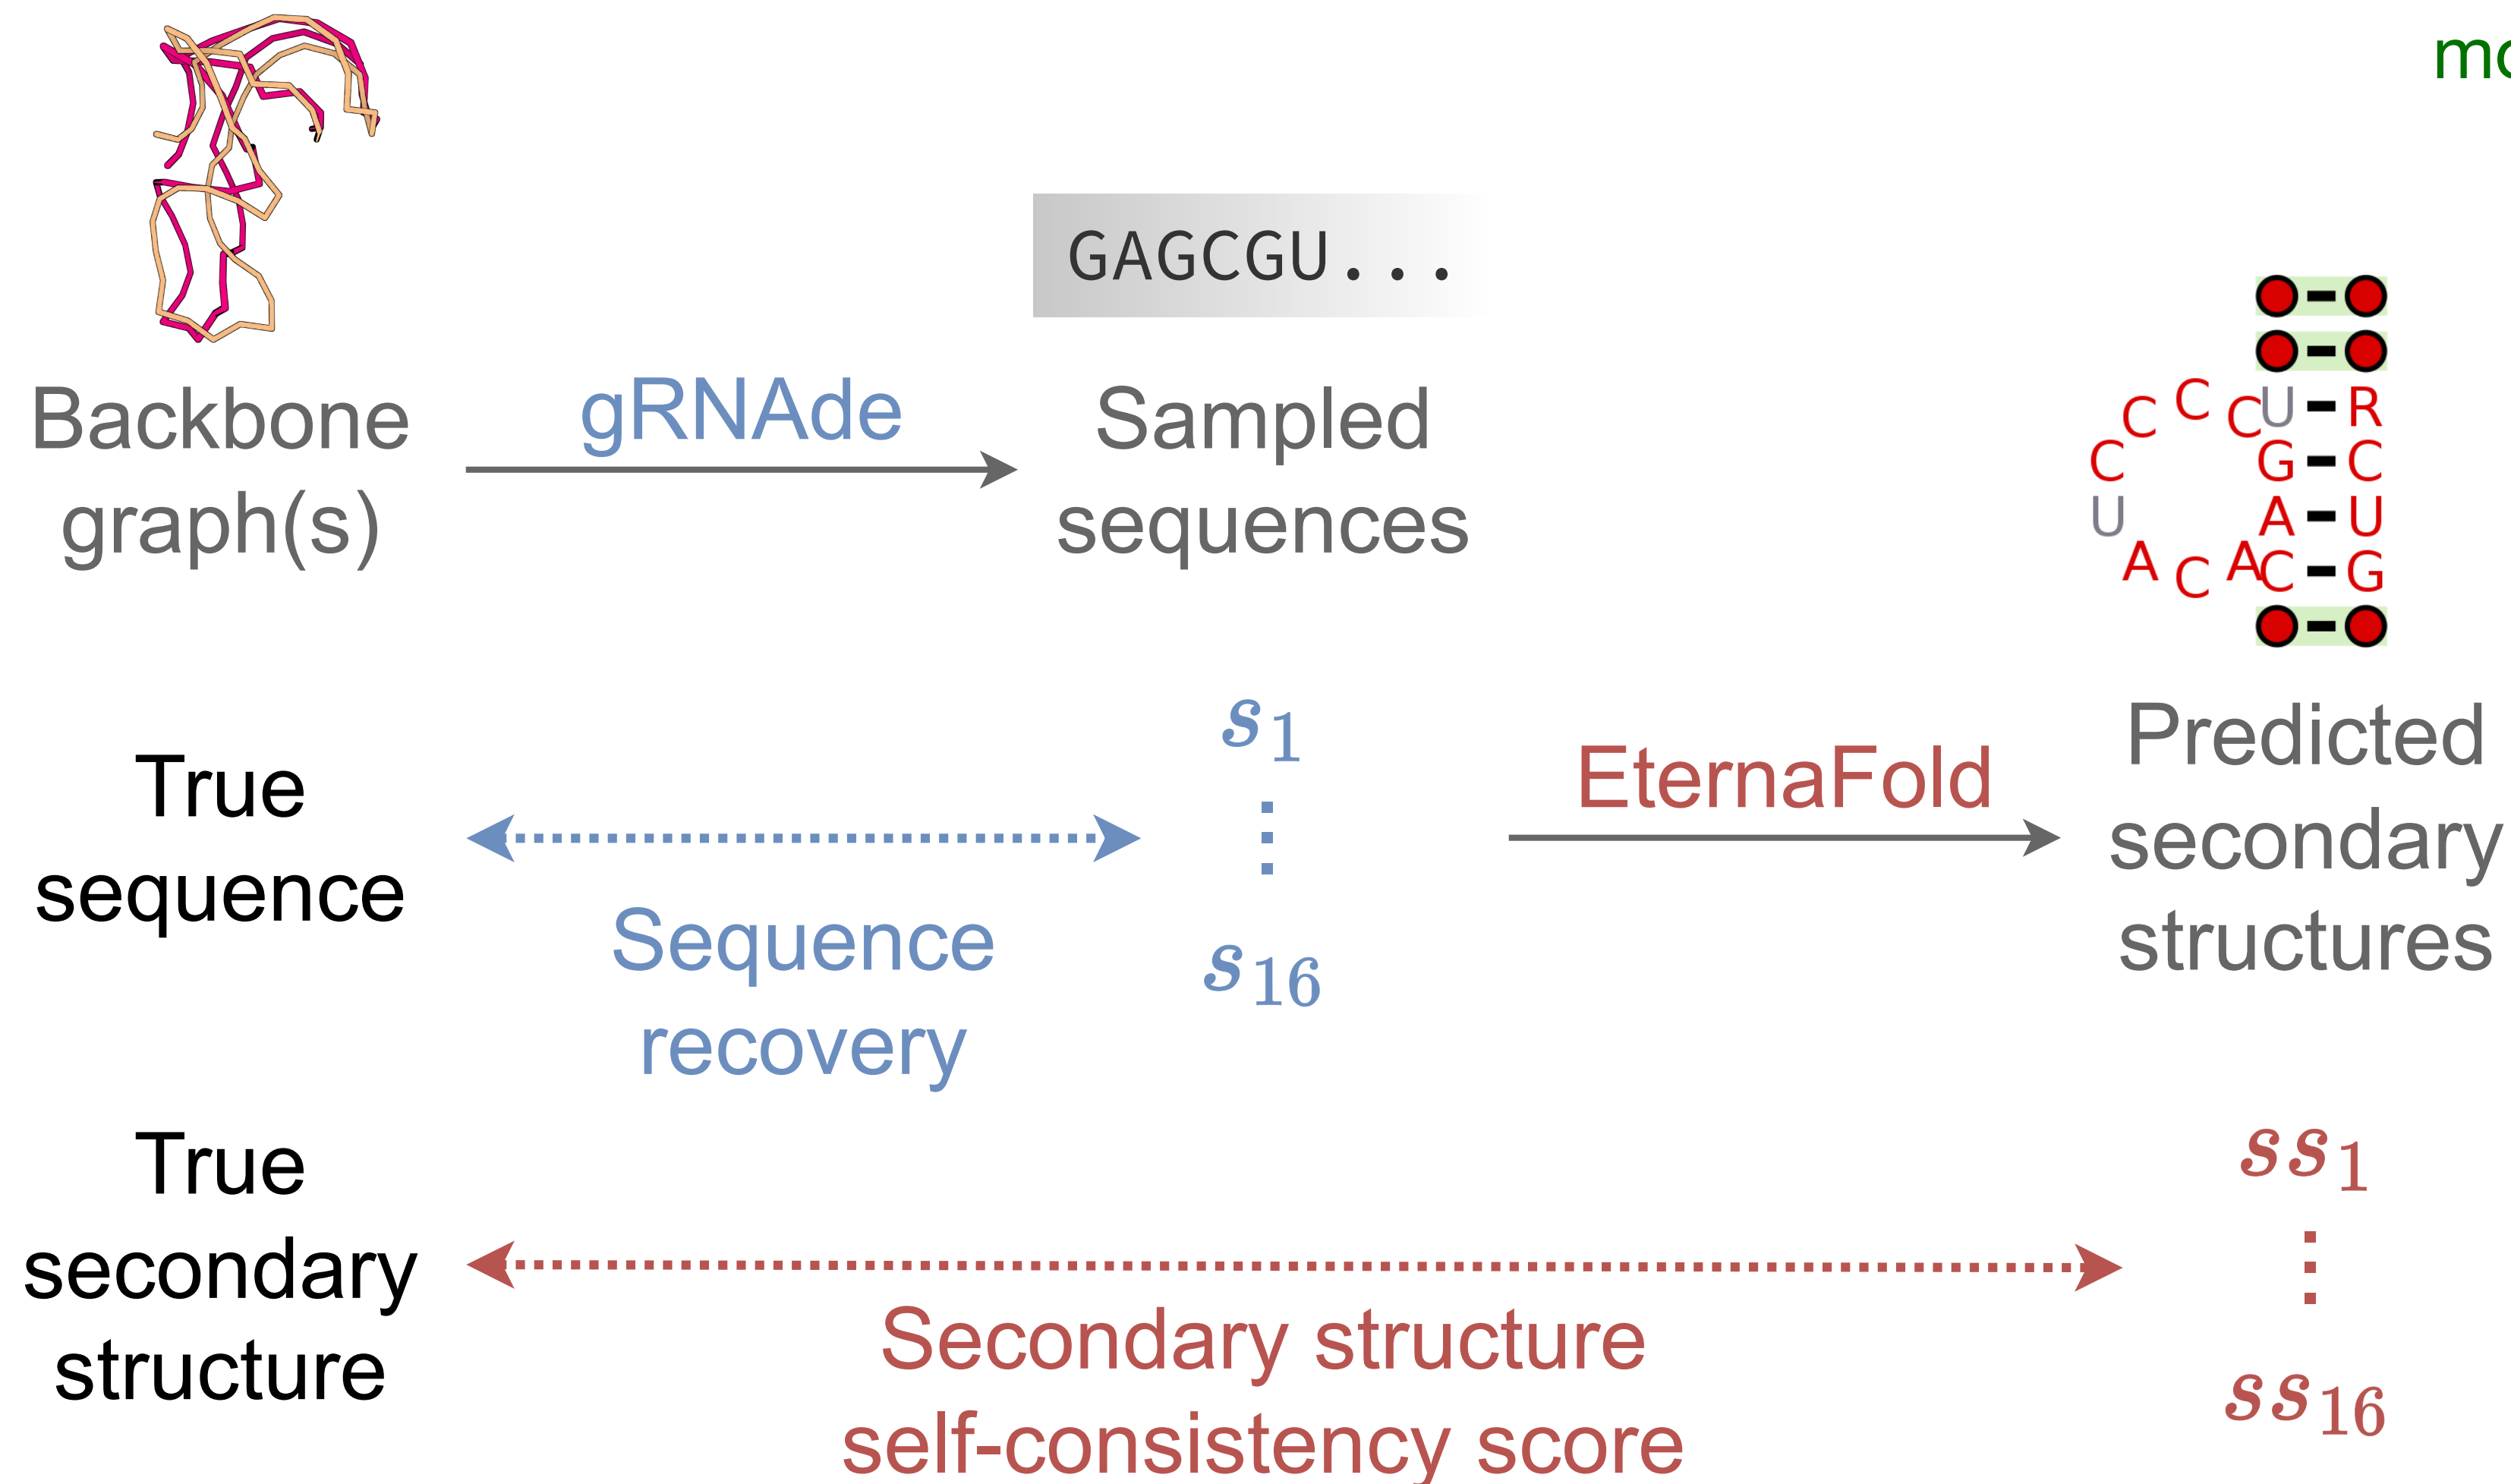 mo
GAGCGU...
Backbone
graph(s)
gRNAde
Sampled
sequences
C C C U R
C G C
U A U
A C A C G
True
sequence
Sequence
recovery
s1
s16
EternaFold
Predicted
secondary
structures
True
secondary
structure
Secondary structure
self-consistency score
ss1
ss16